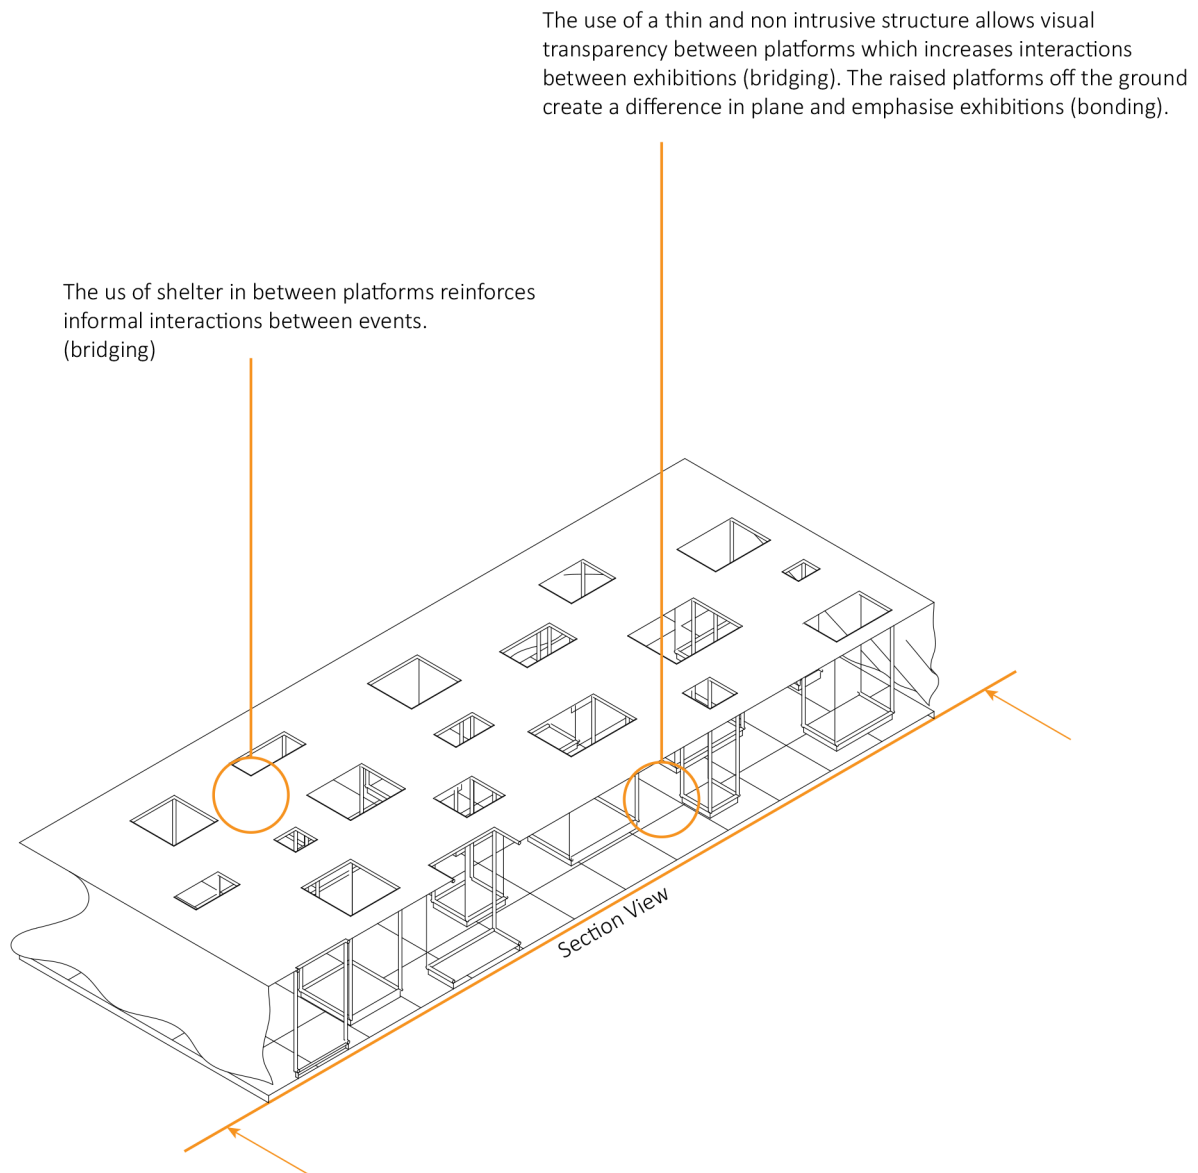 The use of a thin and non intrusive structure allows visual
transparency between platforms which increases interactions
between exhibitions (bridging). The raised platforms off the ground
create a difference in plane and emphasise exhibitions (bonding).
The us of shelter in between platforms reinforces
informal interactions between events.
(bridging)
Section View